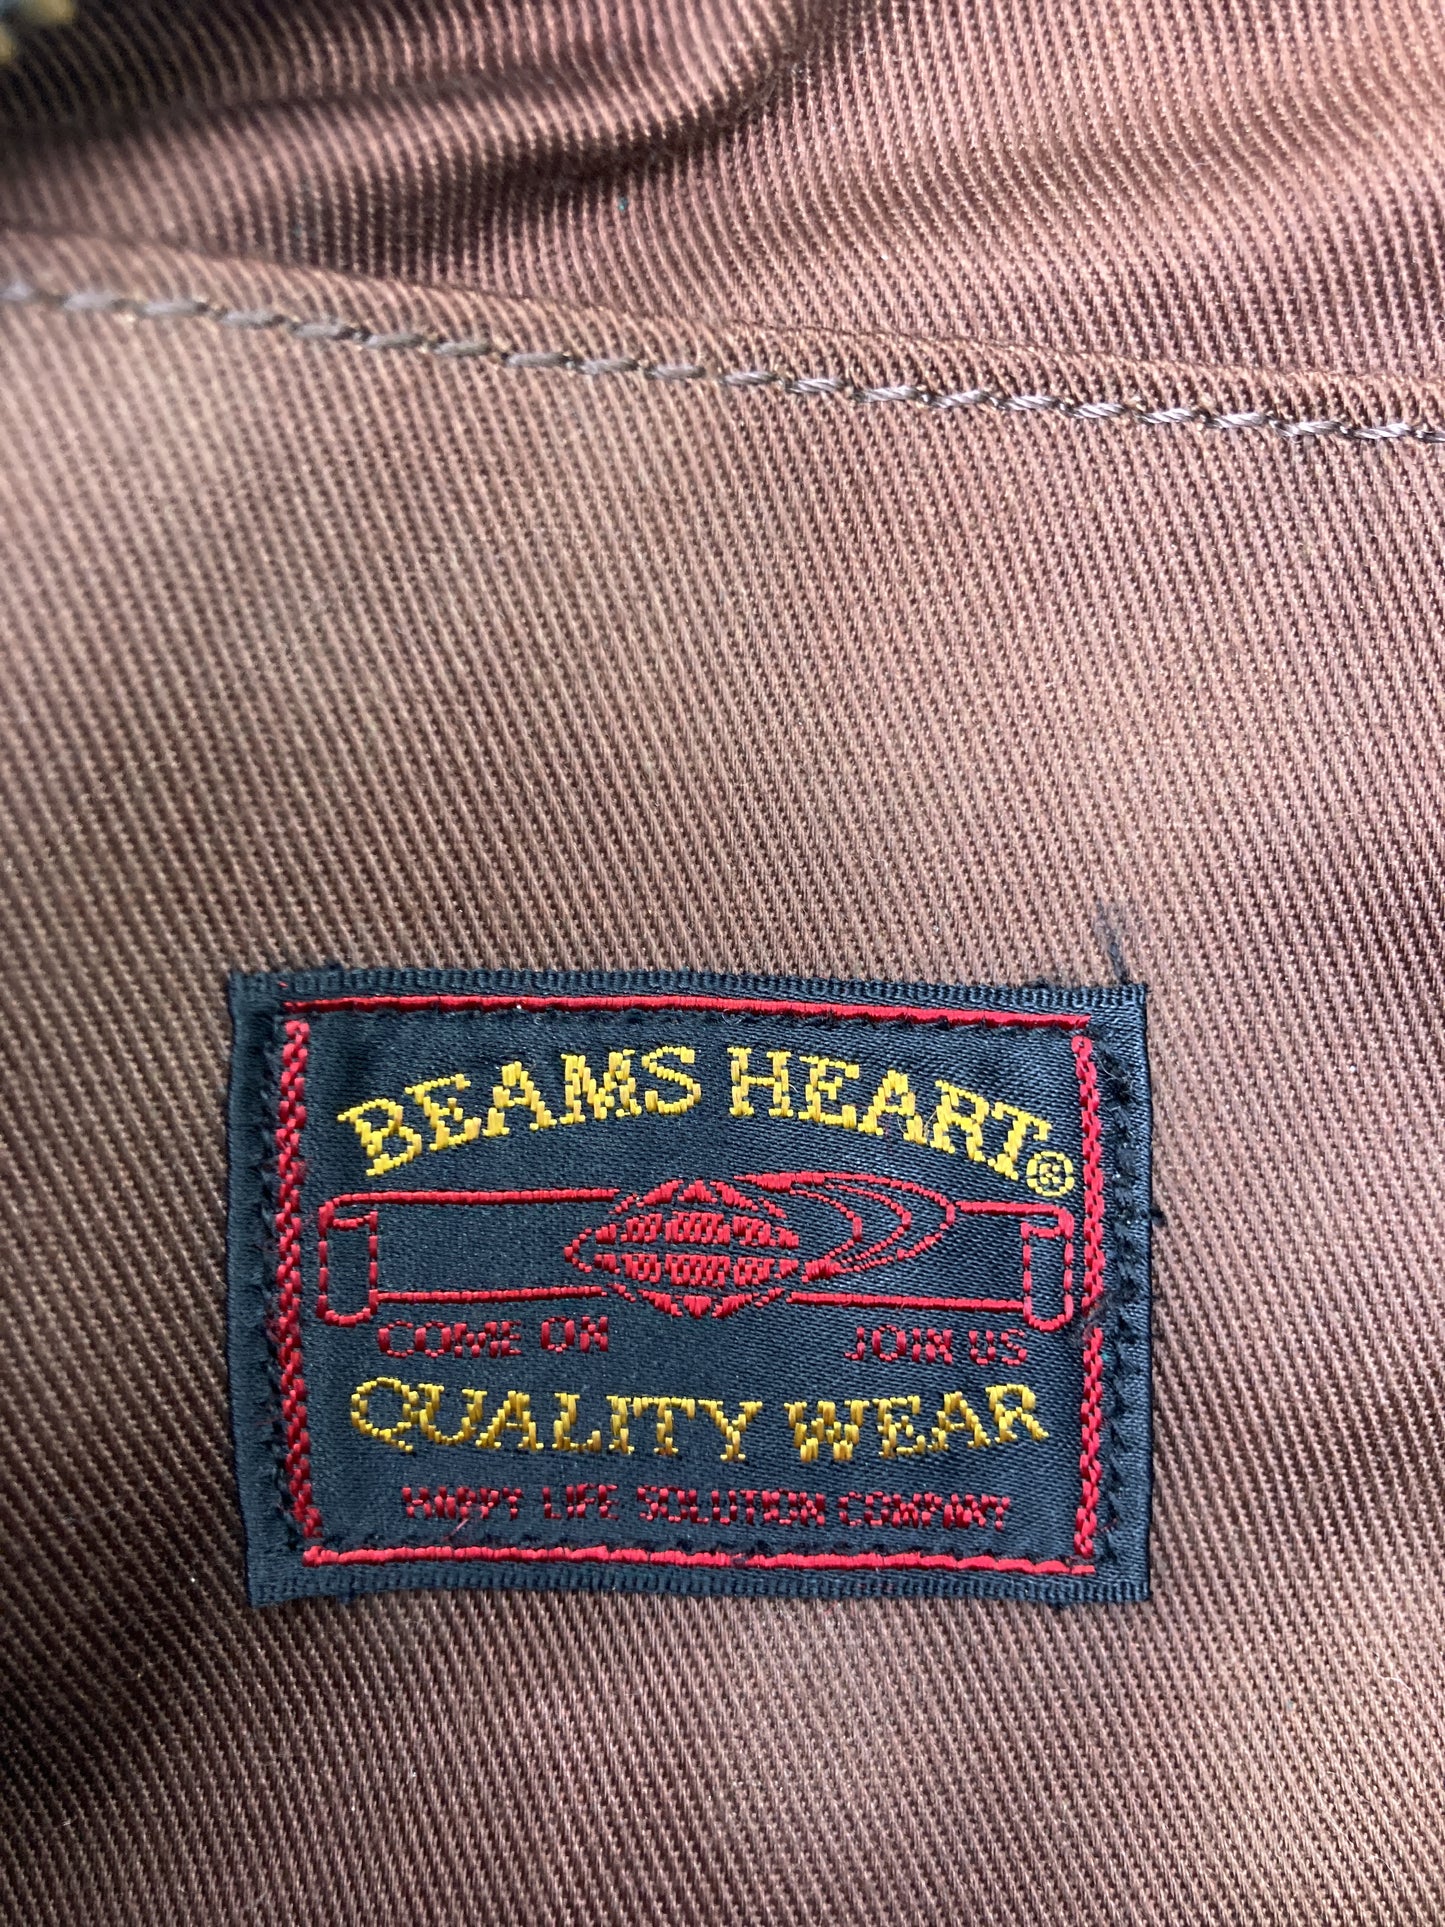 BEAMS HEART®
COME ON JOIN US
QUALITY WEAR
HAPPY LIFE SOLUTION COMPANY